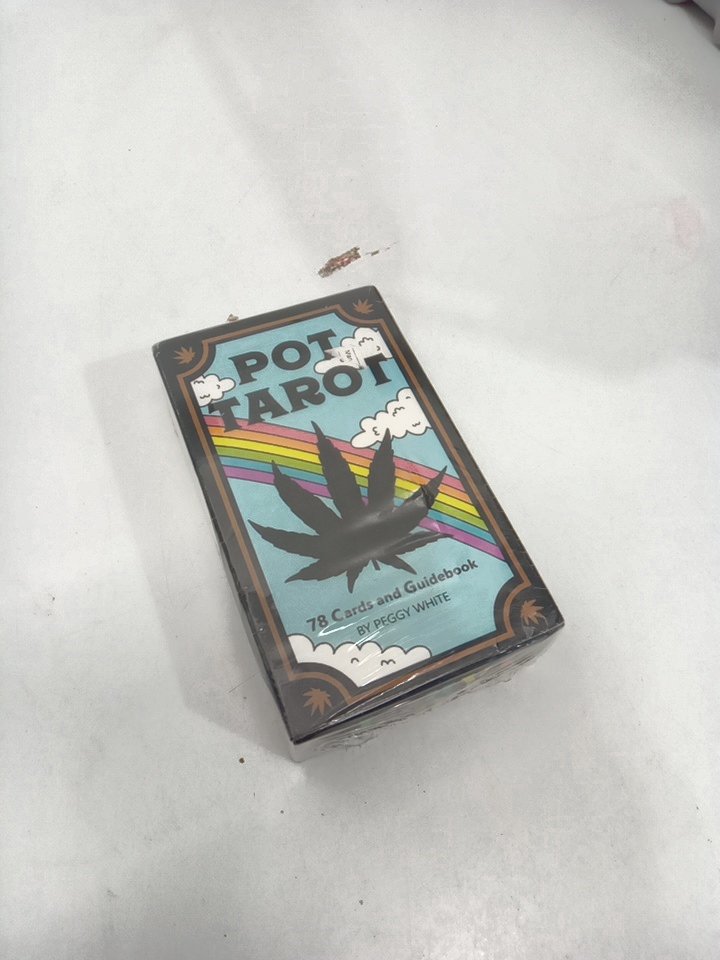 POT
TAROT
78 Cards and Guidebook
BY PEGGY WHITE